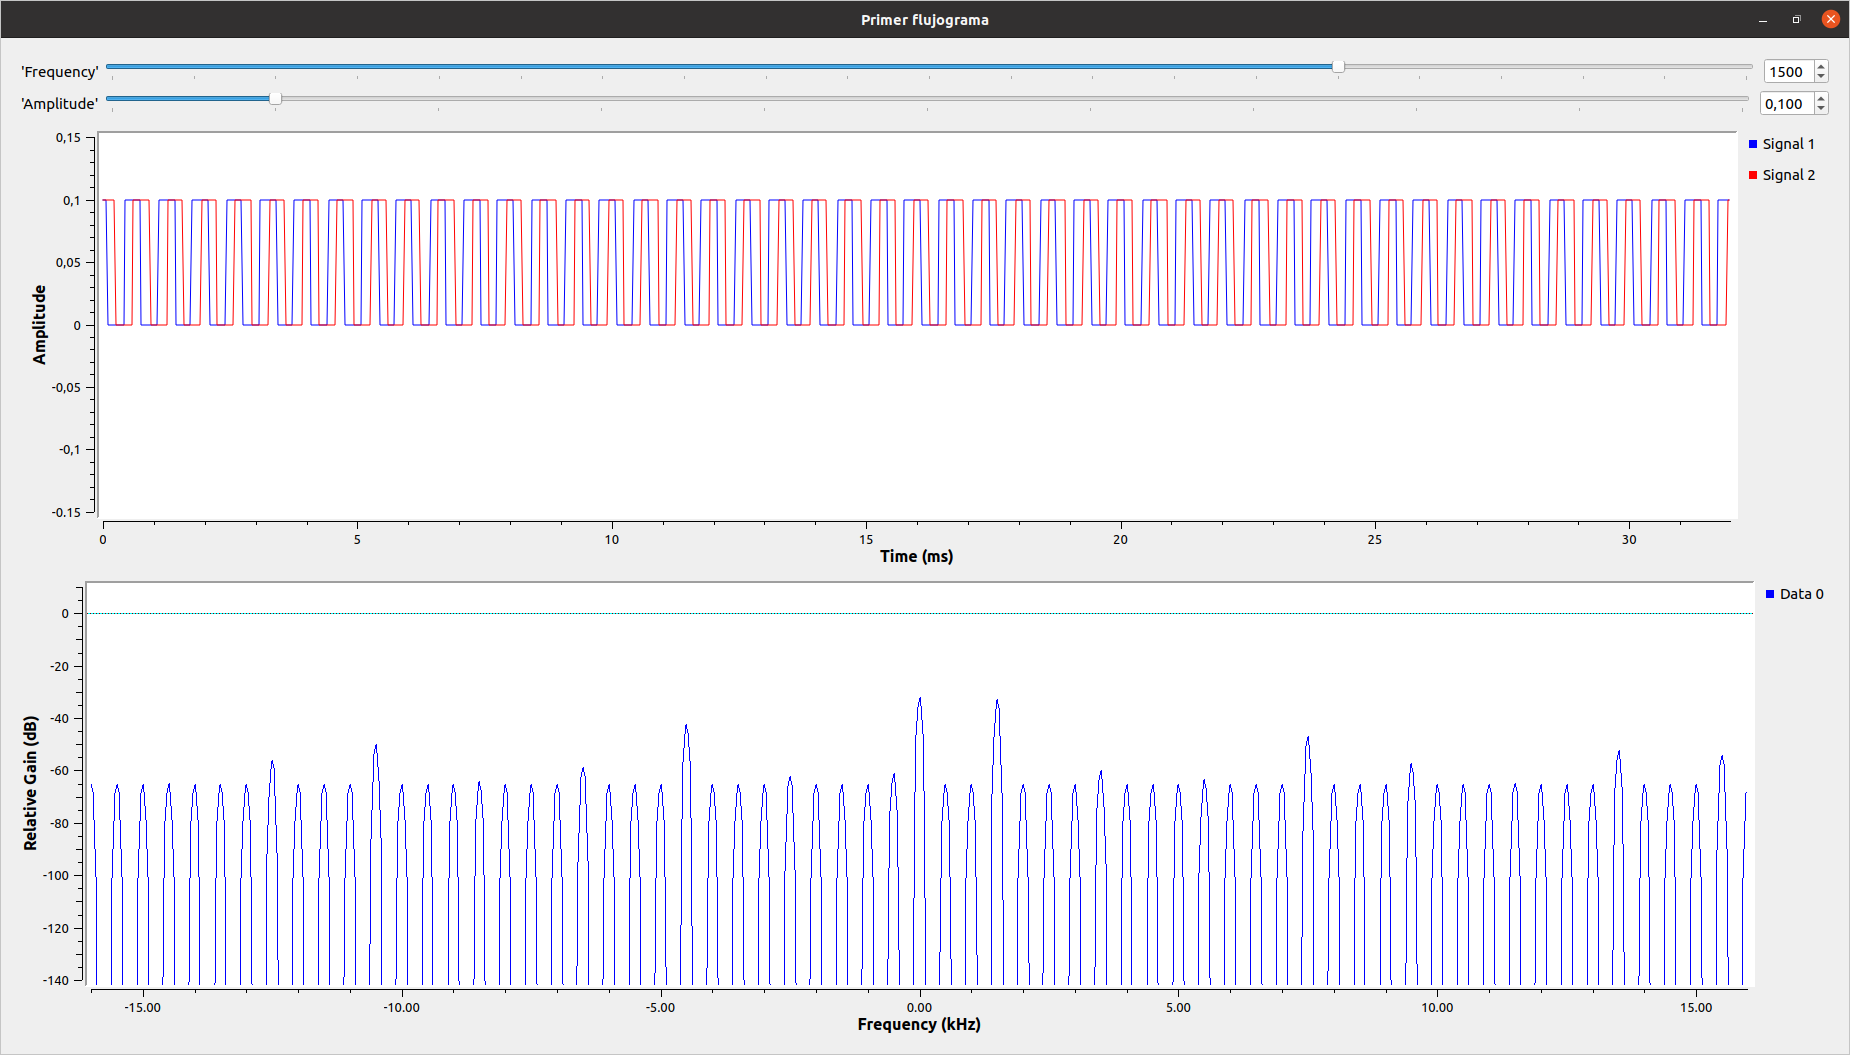 Primer flujograma
'Frequency' 1500
'Amplitude' 0,100
Signal 1
Signal 2
Amplitude
0,15
0,1
0,05
0
-0,05
-0,1
-0.15
0 5 10 15 20 25 30
Time (ms)
Data 0
Relative Gain (dB)
0
-20
-40
-60
-80
-100
-120
-140
-15.00 -10.00 -5.00 0.00 5.00 10.00 15.00
Frequency (kHz)